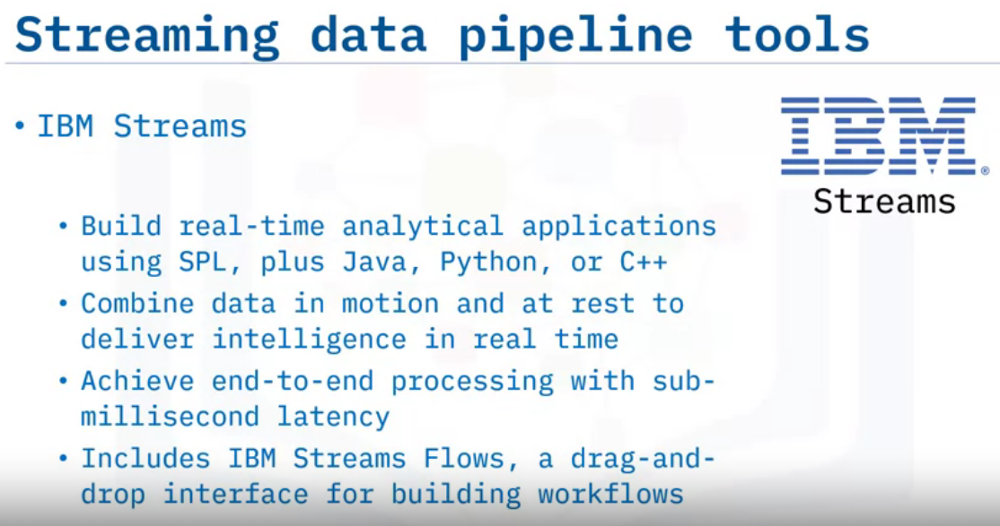 Streaming data pipeline tools
• IBM Streams
IBM®
Streams
• Build real-time analytical applications
using SPL, plus Java, Python, or C++
• Combine data in motion and at rest to
deliver intelligence in real time
• Achieve end-to-end processing with sub-
millisecond latency
• Includes IBM Streams Flows, a drag-and-
drop interface for building workflows